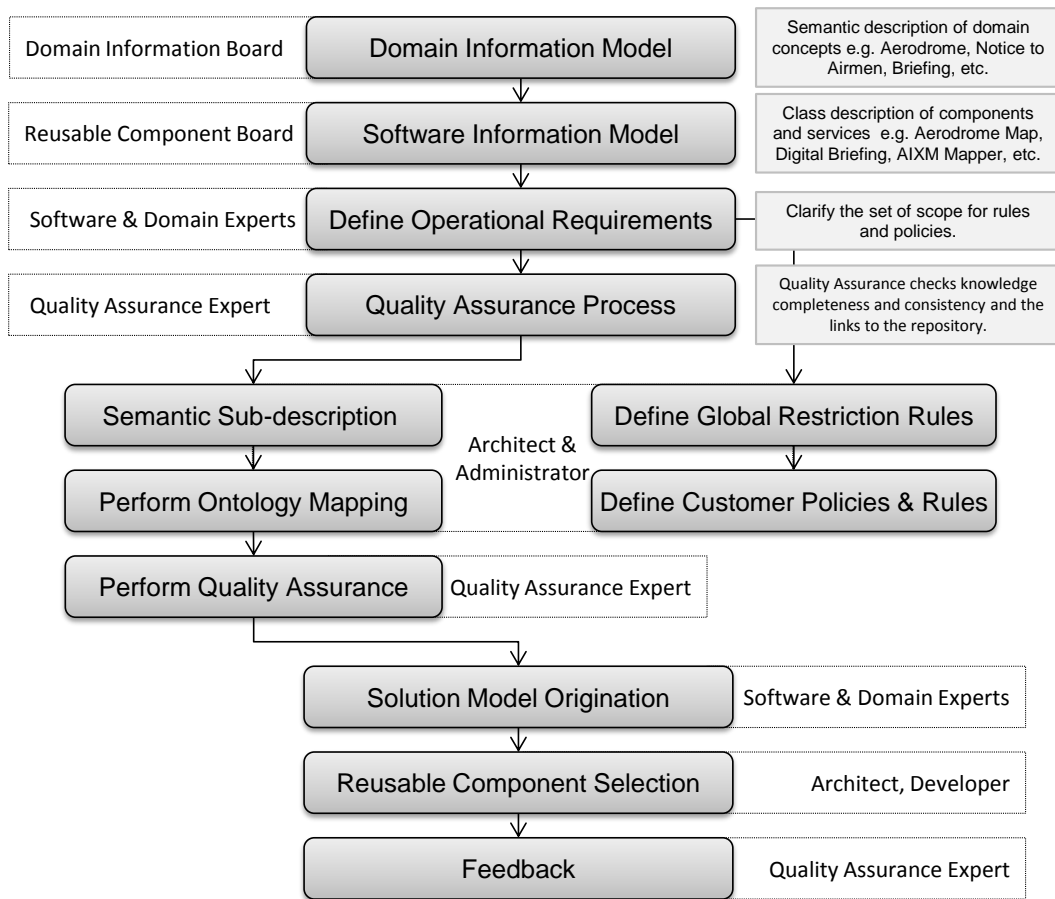 Domain Information Board
Domain Information Model
Semantic description of domain
concepts e.g. Aerodrome, Notice to
Airmen, Briefing, etc.
Reusable Component Board
Software Information Model
Class description of components
and services e.g. Aerodrome Map,
Digital Briefing, AIXM Mapper, etc.
Software & Domain Experts
Define Operational Requirements
Clarify the set of scope for rules
and policies.
Quality Assurance Expert
Quality Assurance Process
Quality Assurance checks knowledge
completeness and consistency and the
links to the repository.
Semantic Sub-description
Architect &
Administrator
Define Global Restriction Rules
Perform Ontology Mapping
Define Customer Policies & Rules
Perform Quality Assurance
Quality Assurance Expert
Solution Model Origination
Software & Domain Experts
Reusable Component Selection
Architect, Developer
Feedback
Quality Assurance Expert